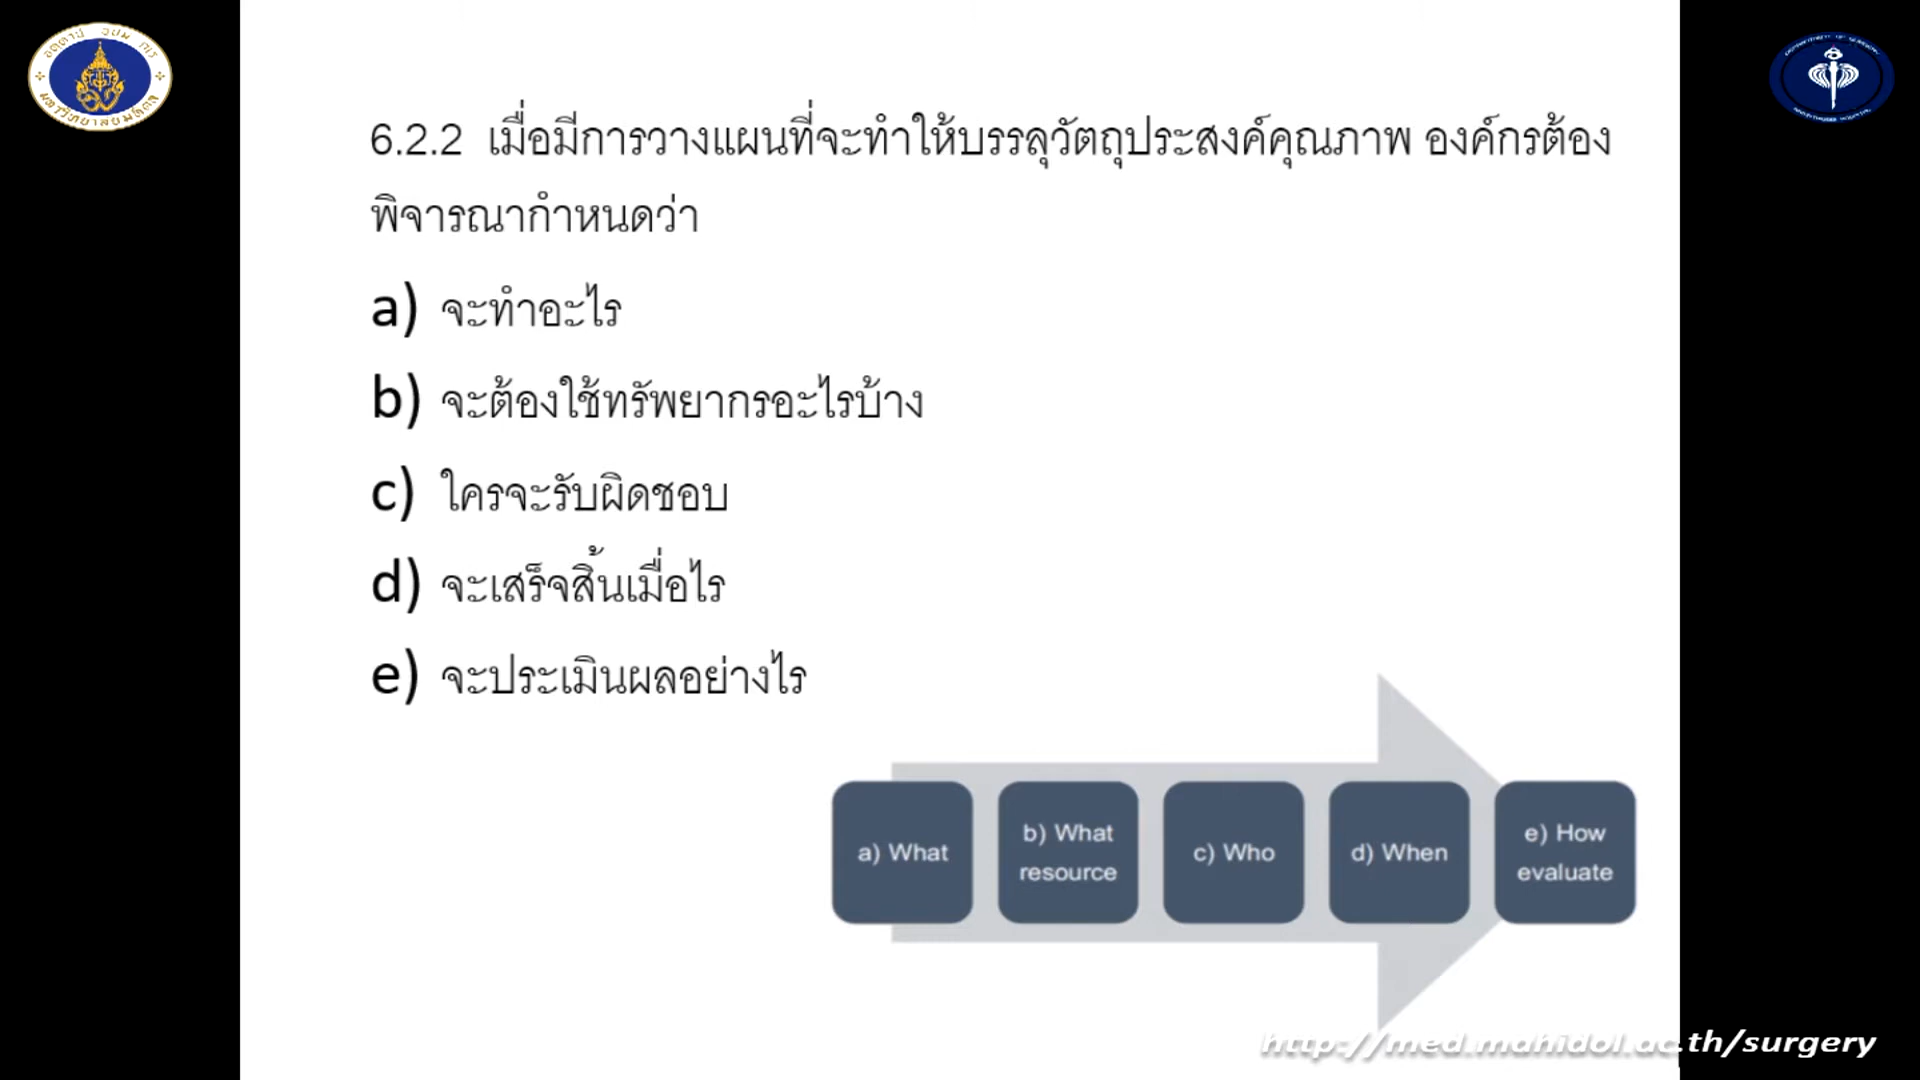 6.2.2 เมื่อมีการวางแผนที่จะทำให้บรรลุวัตถุประสงค์คุณภาพ องค์กรต้อง
พิจารณากำหนดว่า
a) จะทำอะไร
b) จะต้องใช้ทรัพยากรอะไรบ้าง
c) ใครจะรับผิดชอบ
d) จะเสร็จสิ้นเมื่อไร
e) จะประเมินผลอย่างไร
a) What
b) What
resource
c) Who
d) When
e) How
evaluate
http://med.mahidol.ac.th/surgery